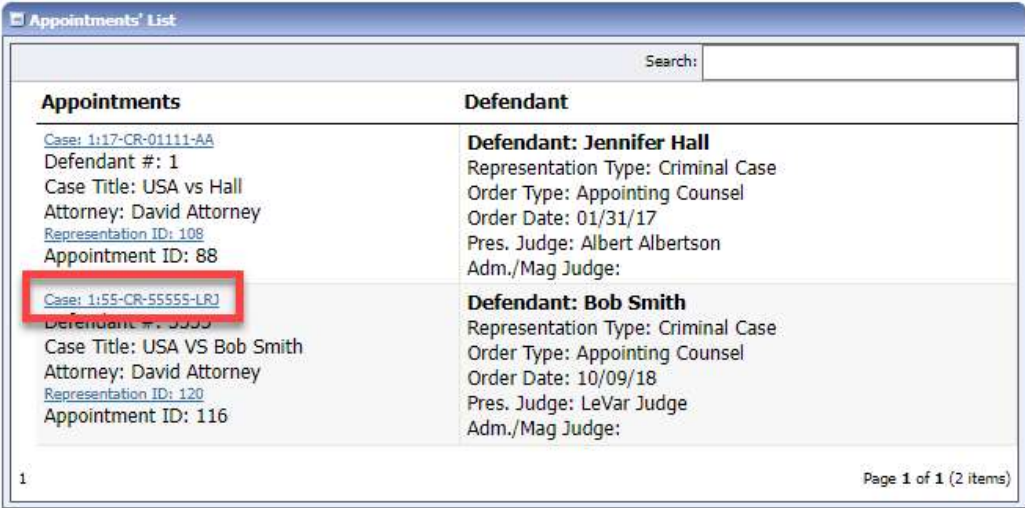 Appointments' List
Search:
Appointments
Defendant
Case: 1:17-CR-01111-AA
Defendant #: 1
Case Title: USA vs Hall
Attorney: David Attorney
Representation ID: 108
Appointment ID: 88
Defendant: Jennifer Hall
Representation Type: Criminal Case
Order Type: Appointing Counsel
Order Date: 01/31/17
Pres. Judge: Albert Albertson
Adm./Mag Judge:
Case: 1:55-CR-55555-LRJ
Defendant #: 5555
Case Title: USA VS Bob Smith
Attorney: David Attorney
Representation ID: 120
Appointment ID: 116
Defendant: Bob Smith
Representation Type: Criminal Case
Order Type: Appointing Counsel
Order Date: 10/09/18
Pres. Judge: LeVar Judge
Adm./Mag Judge:
1
Page 1 of 1 (2 items)